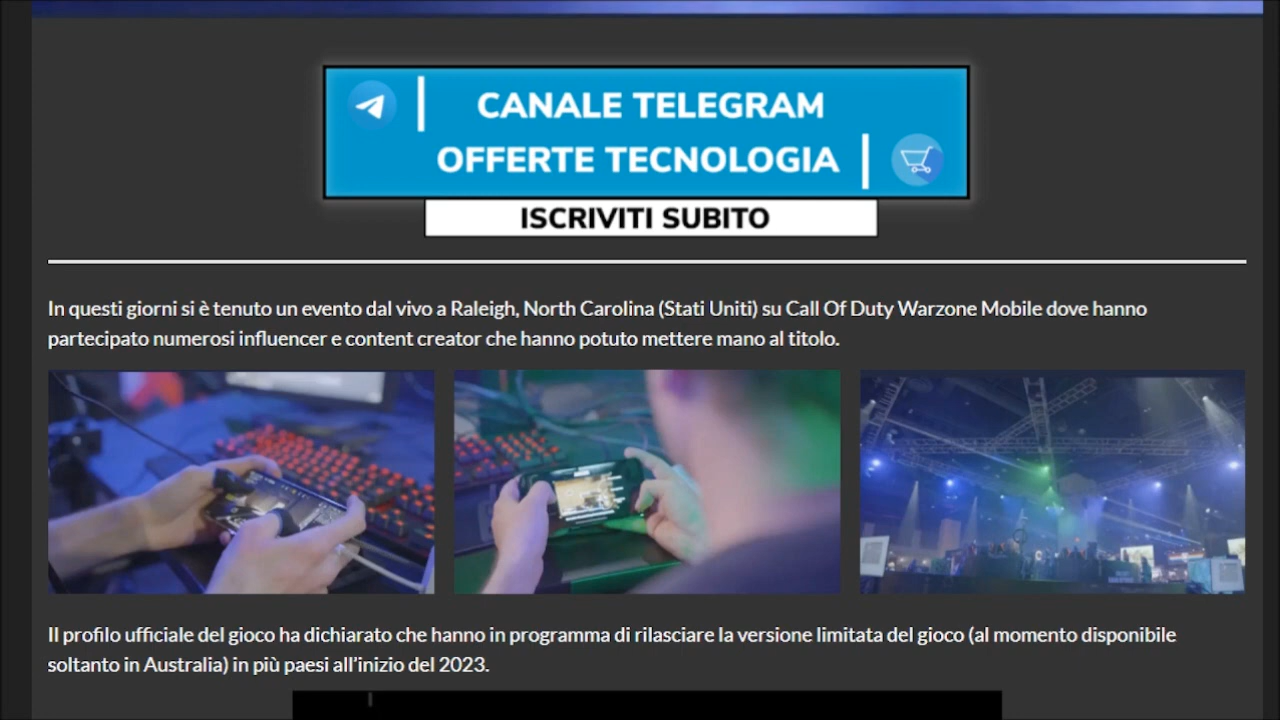 CANALE TELEGRAM
OFFERTE TECNOLOGIA
ISCRIVITI SUBITO
In questi giorni si è tenuto un evento dal vivo a Raleigh, North Carolina (Stati Uniti) su Call Of Duty Warzone Mobile dove hanno
partecipato numerosi influencer e content creator che hanno potuto mettere mano al titolo.
Il profilo ufficiale del gioco ha dichiarato che hanno in programma di rilasciare la versione limitata del gioco (al momento disponibile
soltanto in Australia) in più paesi all’inizio del 2023.